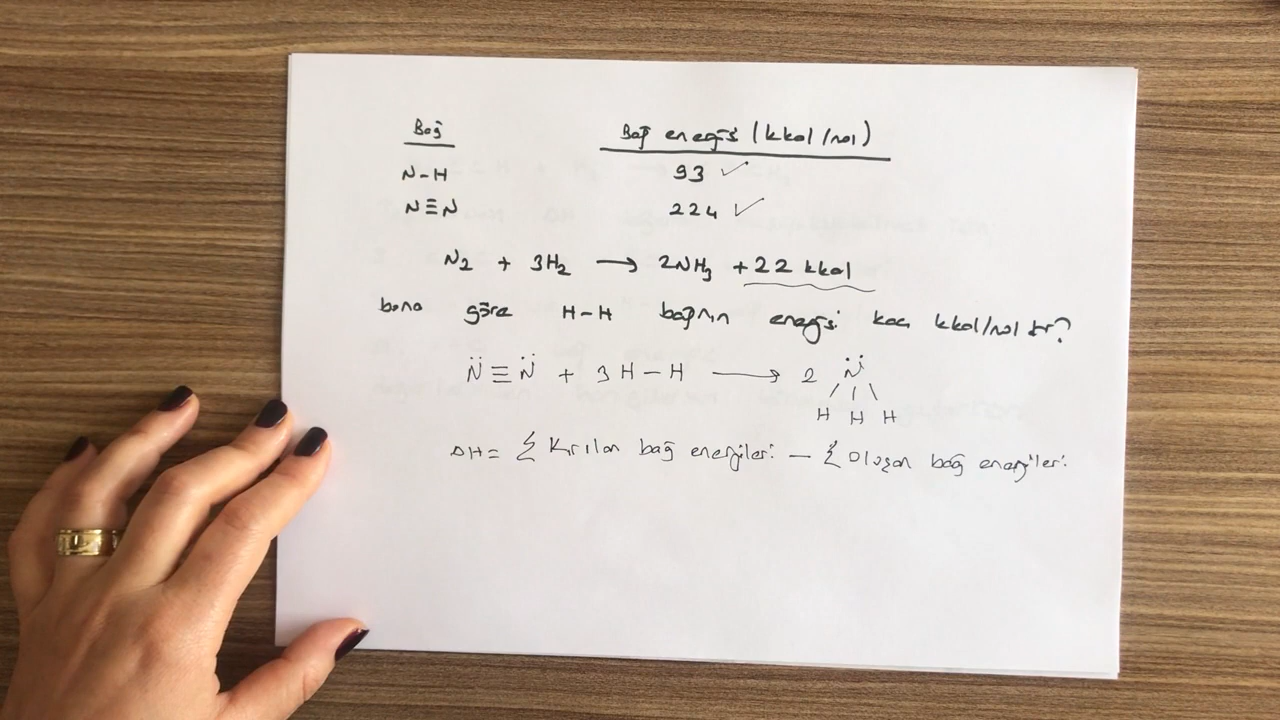 Bağ Bağ enerjisi (kkal/mol)
N-H 93 ✓
N≡N 224 ✓
N₂ + 3H₂ → 2NH₃ + 22 kkal
buna göre H-H bağının enerjisi kaç kkal/mol dir?
N̈≡N̈ + 3 H-H → 2 N̈
H H H
ΔH = Σ Kırılan bağ enerjileri - Σ Oluşan bağ enerjileri